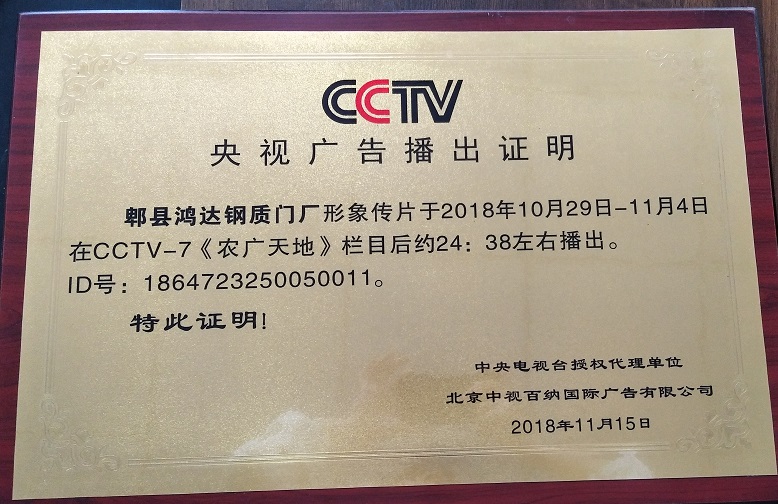 CCTV
央视广告播出证明
郫县鸿达钢质门厂形象传片于2018年10月29日-11月4日
在CCTV-7《农广天地》栏目后约24：38左右播出。
ID号：1864723250050011。
特此证明！
中央电视台授权代理单位
北京中视百纳国际广告有限公司
2018年11月15日